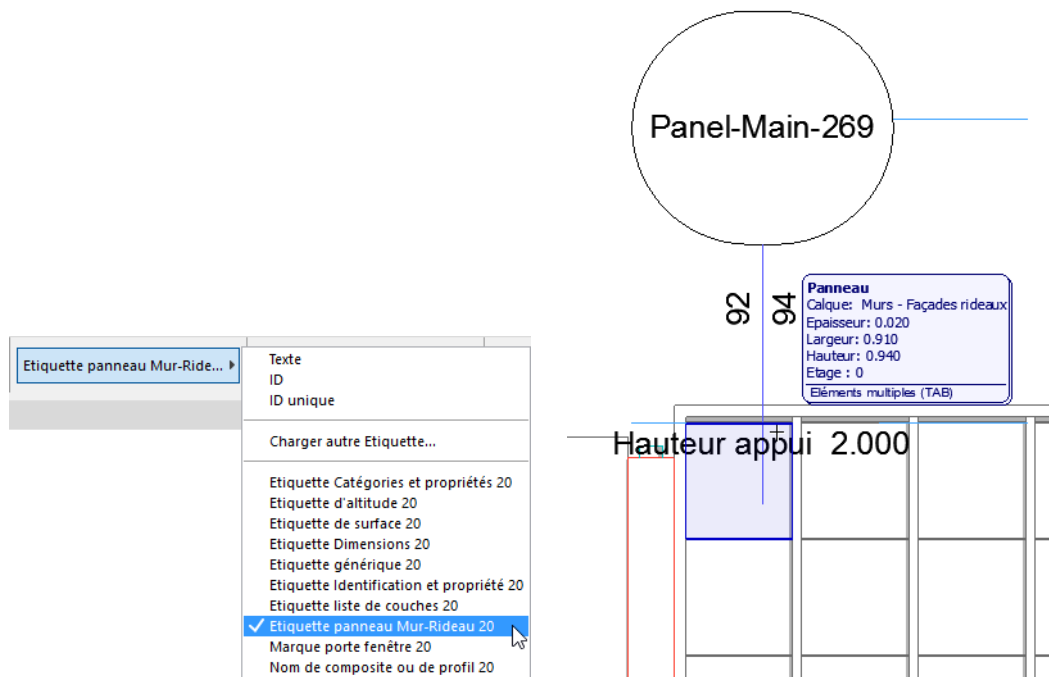 Panel-Main-269
92
94
Panneau
Calque: Murs - Façades rideaux
Epaisseur: 0.020
Largeur: 0.910
Hauteur: 0.940
Etage : 0
Eléments multiples (TAB)
Hauteur appui 2.000
Etiquette panneau Mur-Ride...
Texte
ID
ID unique
Charger autre Etiquette...
Etiquette Catégories et propriétés 20
Etiquette d'altitude 20
Etiquette de surface 20
Etiquette Dimensions 20
Etiquette générique 20
Etiquette Identification et propriété 20
Etiquette liste de couches 20
Etiquette panneau Mur-Rideau 20
Marque porte fenêtre 20
Nom de composite ou de profil 20